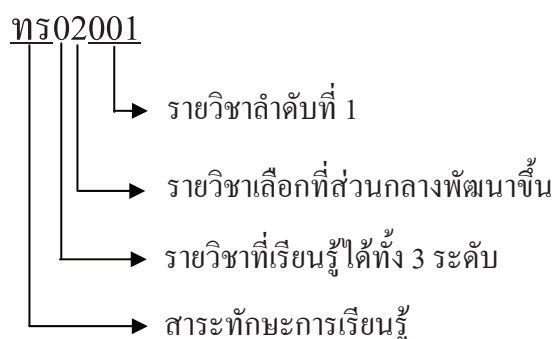 ทร02001
รายวิชาลำดับที่ 1
รายวิชาเลือกที่ส่วนกลางพัฒนาขึ้น
รายวิชาที่เรียนรู้ได้ทั้ง 3 ระดับ
สาระทักษะการเรียนรู้